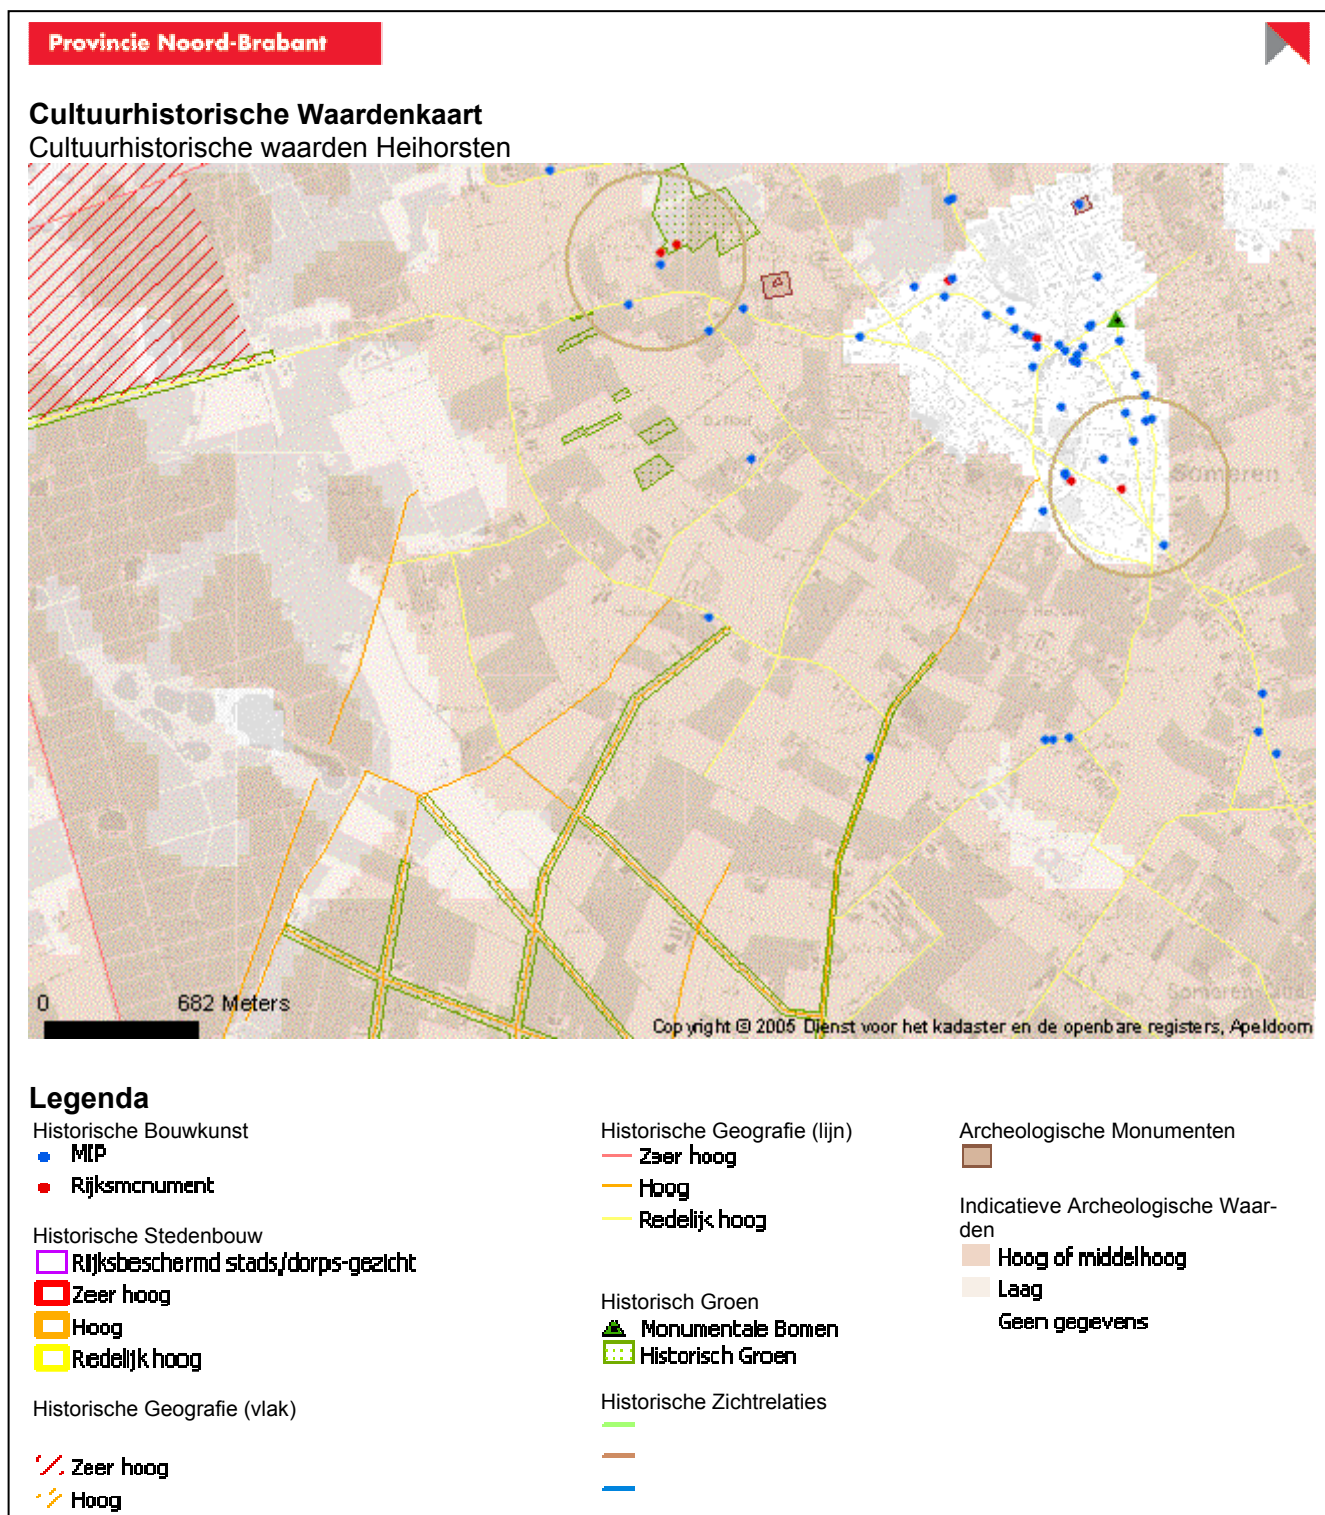 Provincie Noord-Brabant
Cultuurhistorische Waardenkaart
Cultuurhistorische waarden Heihorsten
Someren
0 682 Meters
Copyright © 2005 Dienst voor het kadaster en de openbare registers, Apeldoorn
Legenda
Historische Bouwkunst
MIP
Rijksmonument
Historische Stedenbouw
Rijksbeschermd stads/dorps-gezicht
Zeer hoog
Hoog
Redelijk hoog
Historische Geografie (vlak)
Zeer hoog
Hoog
Historische Geografie (lijn)
Zeer hoog
Hoog
Redelijk hoog
Historisch Groen
Monumentale Bomen
Historisch Groen
Historische Zichtrelaties
Archeologische Monumenten
Indicatieve Archeologische Waar-
den
Hoog of middelhoog
Laag
Geen gegevens